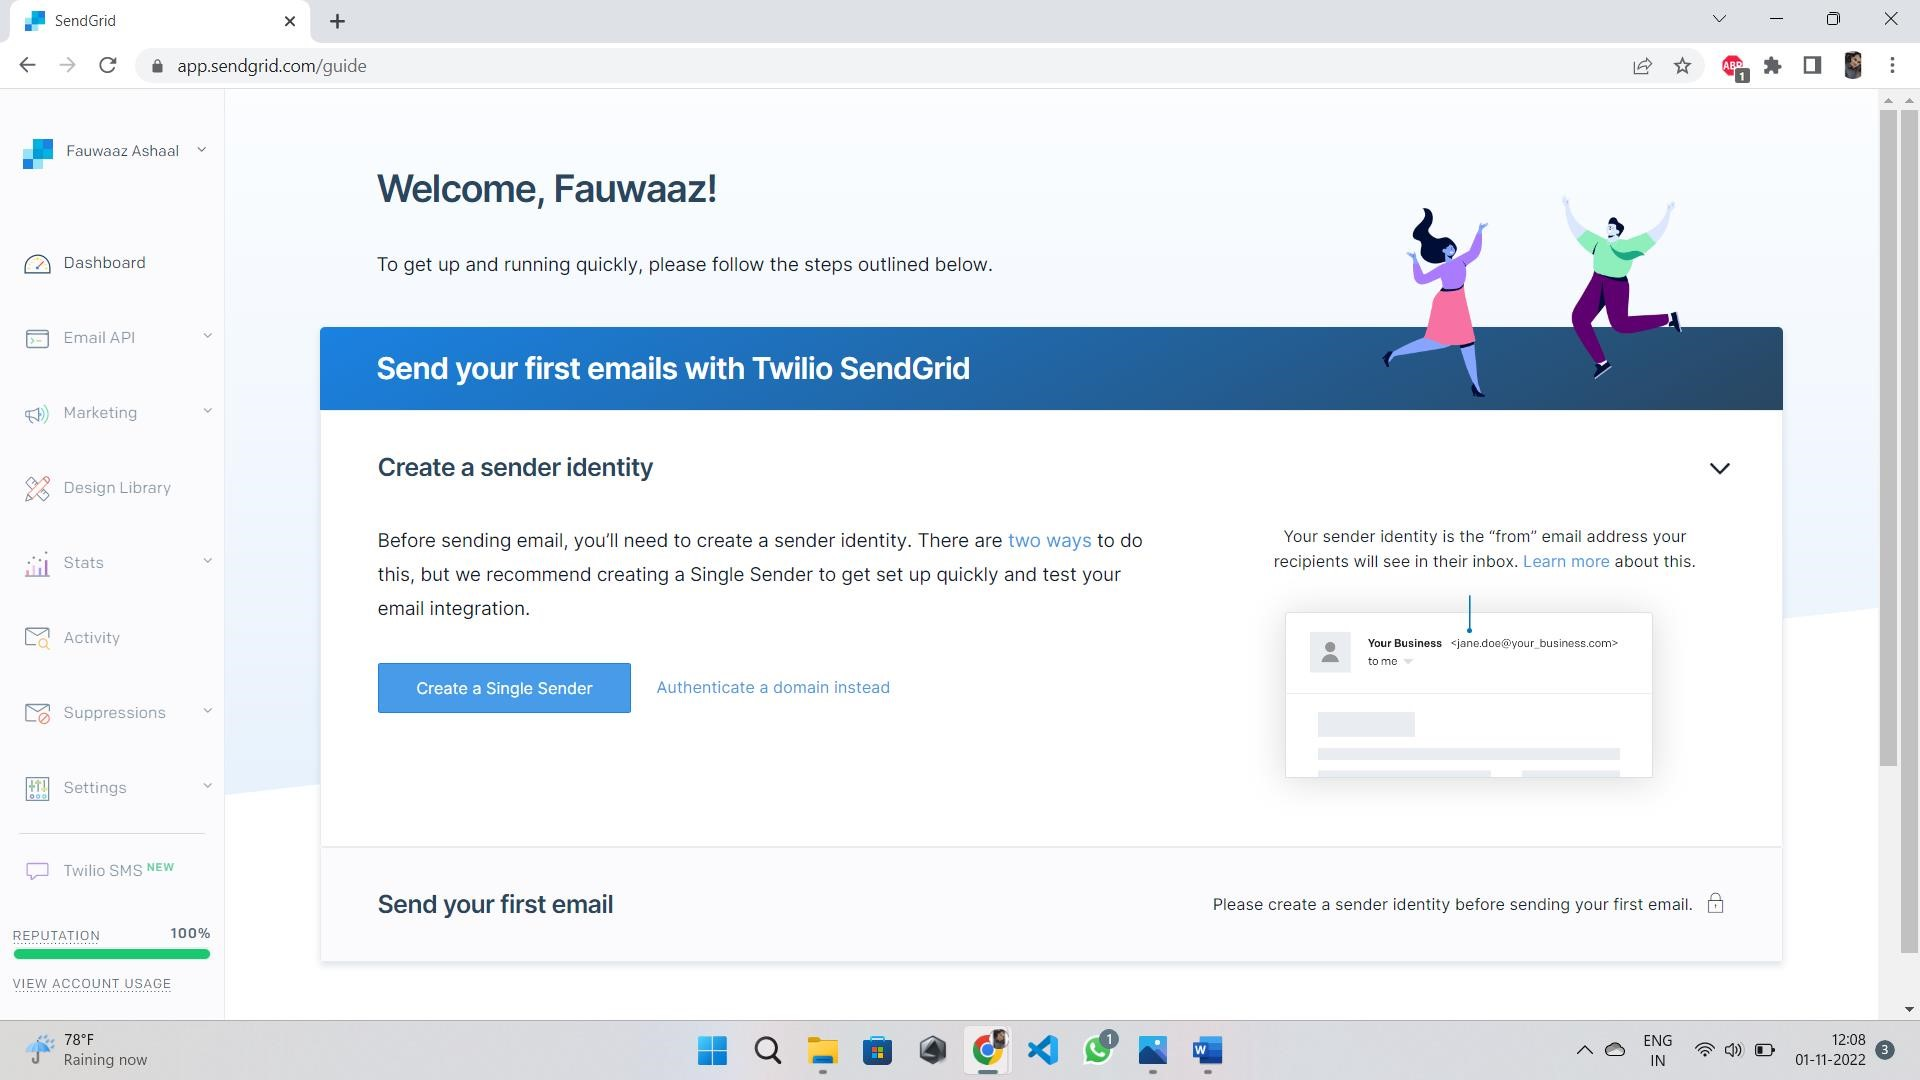 SendGrid
app.sendgrid.com/guide
ABP
1
Fauwaaz Ashaal
Dashboard
Email API
Marketing
Design Library
Stats
Activity
Suppressions
Settings
Twilio SMS NEW
REPUTATION 100%
VIEW ACCOUNT USAGE
Welcome, Fauwaaz!
To get up and running quickly, please follow the steps outlined below.
Send your first emails with Twilio SendGrid
Create a sender identity
Before sending email, you’ll need to create a sender identity. There are two ways to do
this, but we recommend creating a Single Sender to get set up quickly and test your
email integration.
Create a Single Sender
Authenticate a domain instead
Your sender identity is the “from” email address your
recipients will see in their inbox. Learn more about this.
Your Business <jane.doe@your_business.com>
to me
Send your first email
Please create a sender identity before sending your first email.
78°F
Raining now
1
W
ENG
IN
12:08
01-11-2022
3